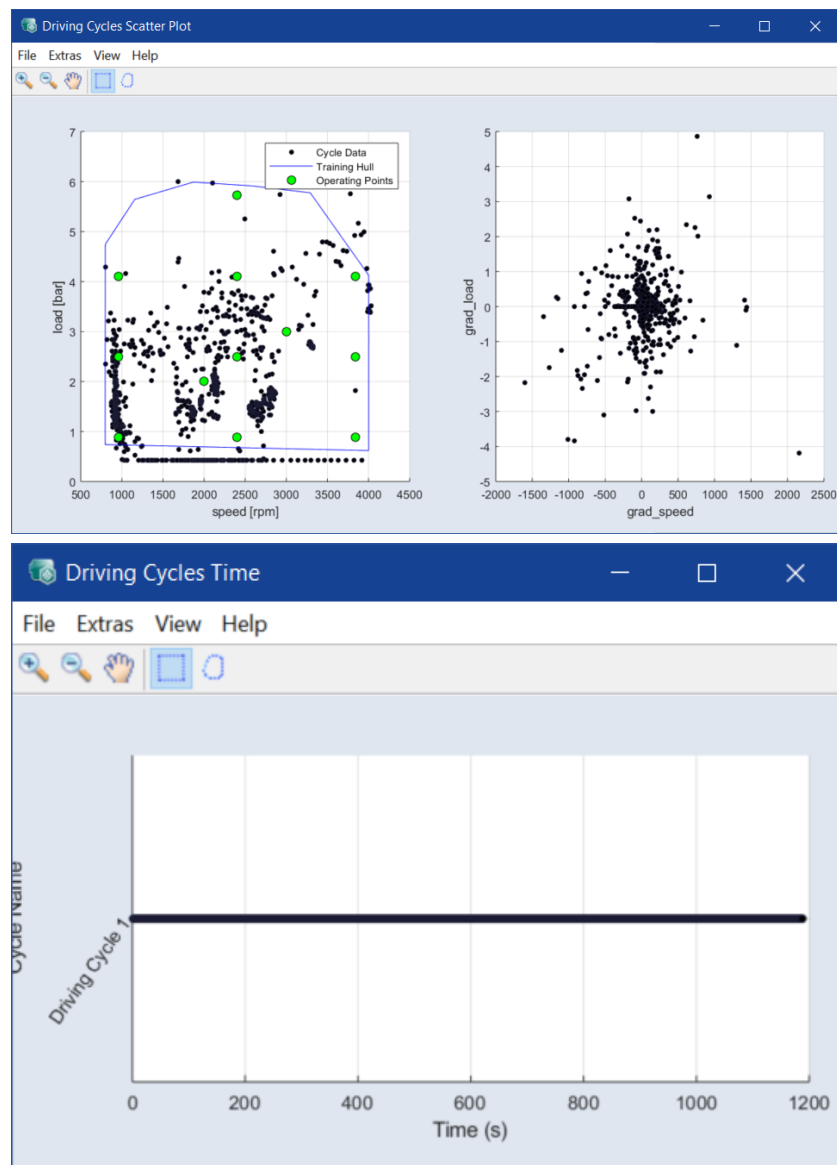 Driving Cycles Scatter Plot
File Extras View Help
7
6
5
4
3
2
1
0
load [bar]
Cycle Data
Training Hull
Operating Points
500 1000 1500 2000 2500 3000 3500 4000 4500
speed [rpm]
5
4
3
2
1
0
-1
-2
-3
-4
-5
grad_load
-2000 -1500 -1000 -500 0 500 1000 1500 2000 2500
grad_speed
Driving Cycles Time
File Extras View Help
Cycle Name
Driving Cycle 1
0 200 400 600 800 1000 1200
Time (s)